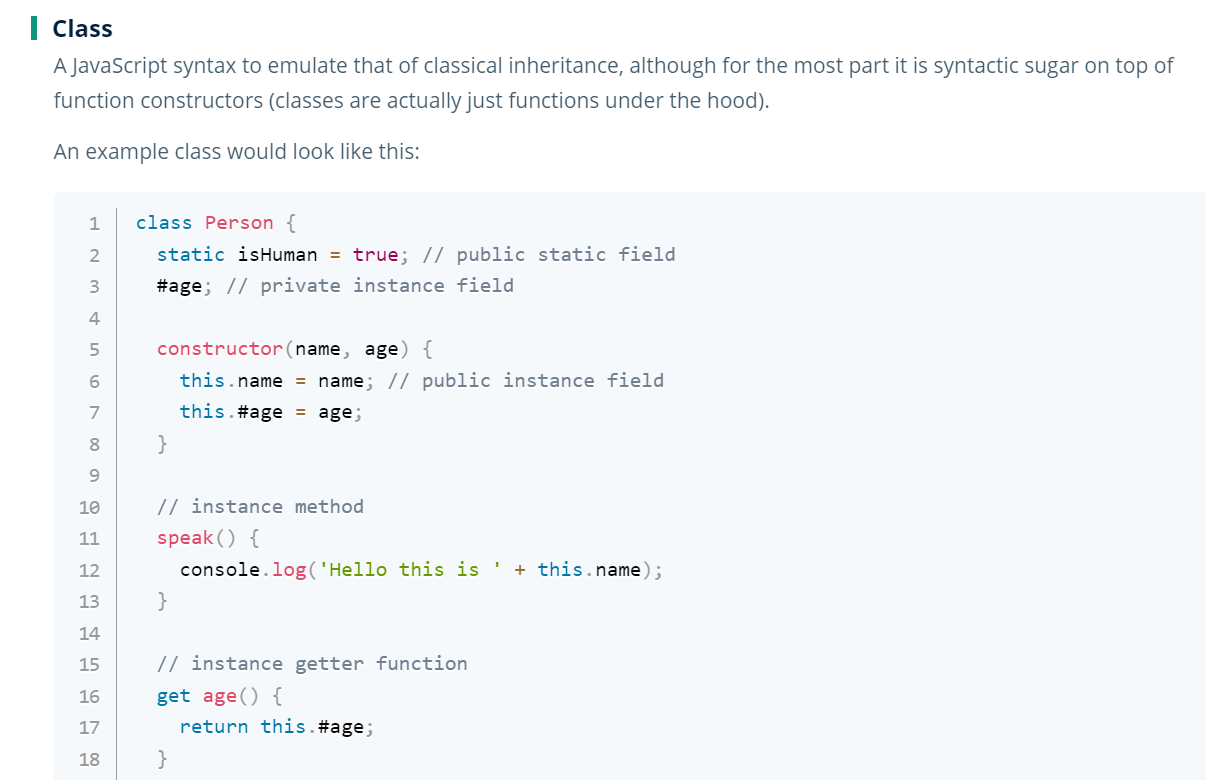 Class
A JavaScript syntax to emulate that of classical inheritance, although for the most part it is syntactic sugar on top of
function constructors (classes are actually just functions under the hood).
An example class would look like this:
1 class Person {
2 static isHuman = true; // public static field
3 #age; // private instance field
4
5 constructor(name, age) {
6 this.name = name; // public instance field
7 this.#age = age;
8 }
9
10 // instance method
11 speak() {
12 console.log('Hello this is ' + this.name);
13 }
14
15 // instance getter function
16 get age() {
17 return this.#age;
18 }